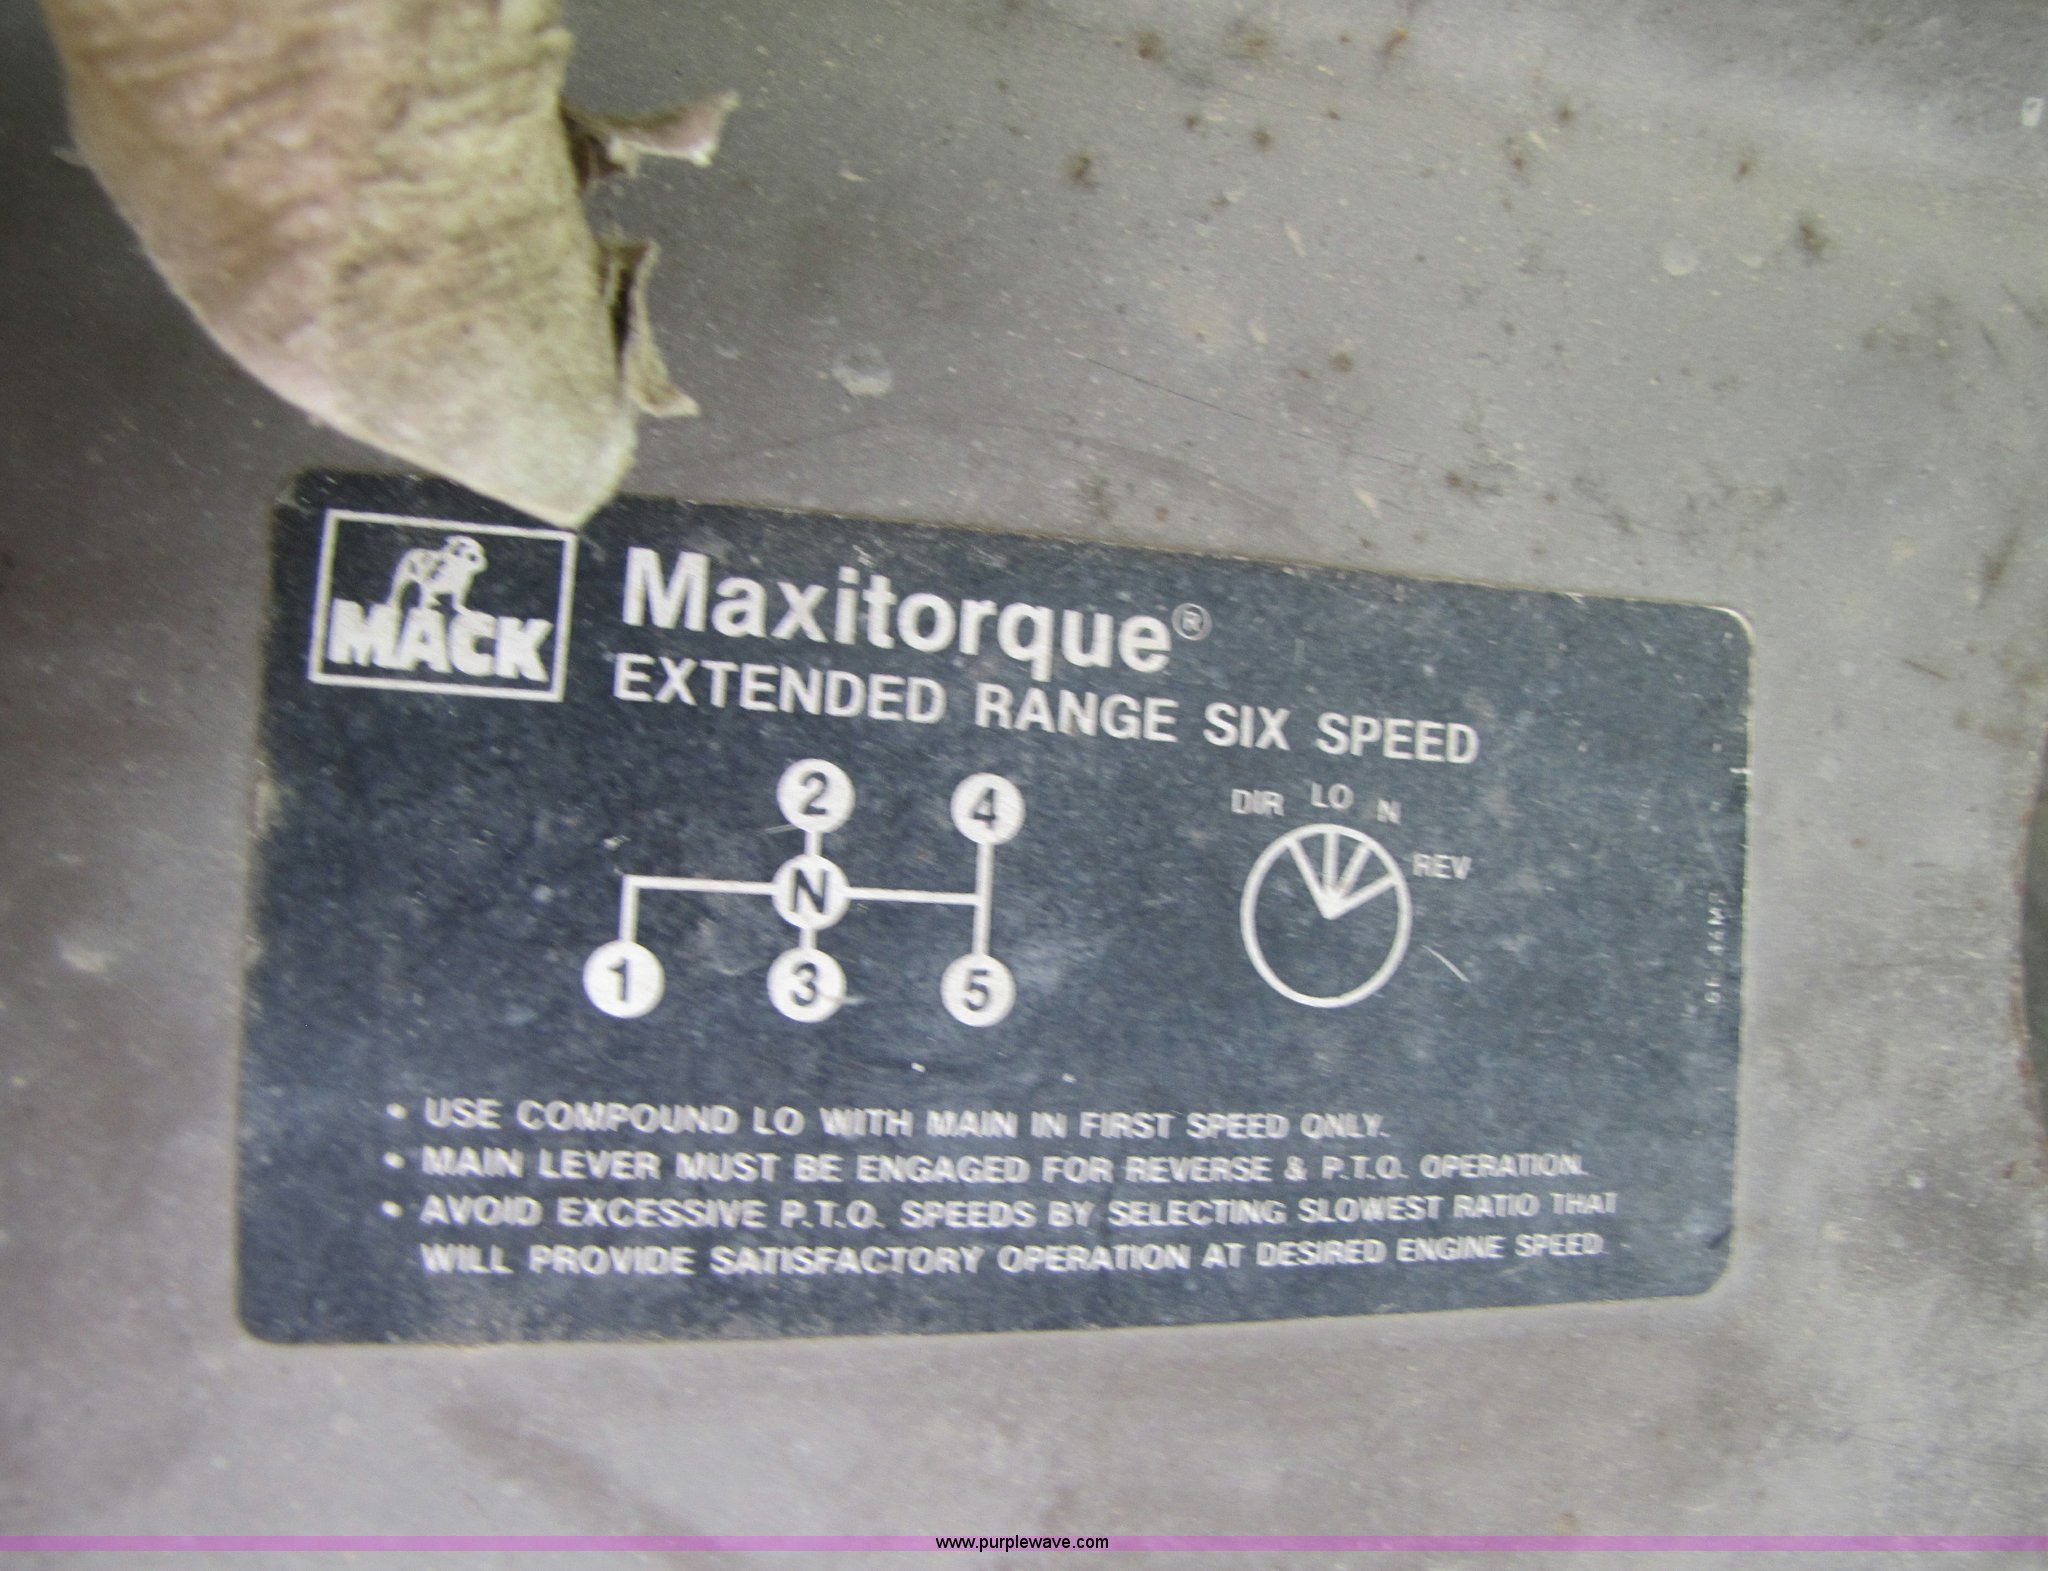 MACK
Maxitorque®
EXTENDED RANGE SIX SPEED
2 4
N
1 3 5
DIR LO N
REV
• USE COMPOUND LO WITH MAIN IN FIRST SPEED ONLY.
• MAIN LEVER MUST BE ENGAGED FOR REVERSE & P.T.O. OPERATION.
• AVOID EXCESSIVE P.T.O. SPEEDS BY SELECTING SLOWEST RATIO THAT
WILL PROVIDE SATISFACTORY OPERATION AT DESIRED ENGINE SPEED.
www.purplewave.com